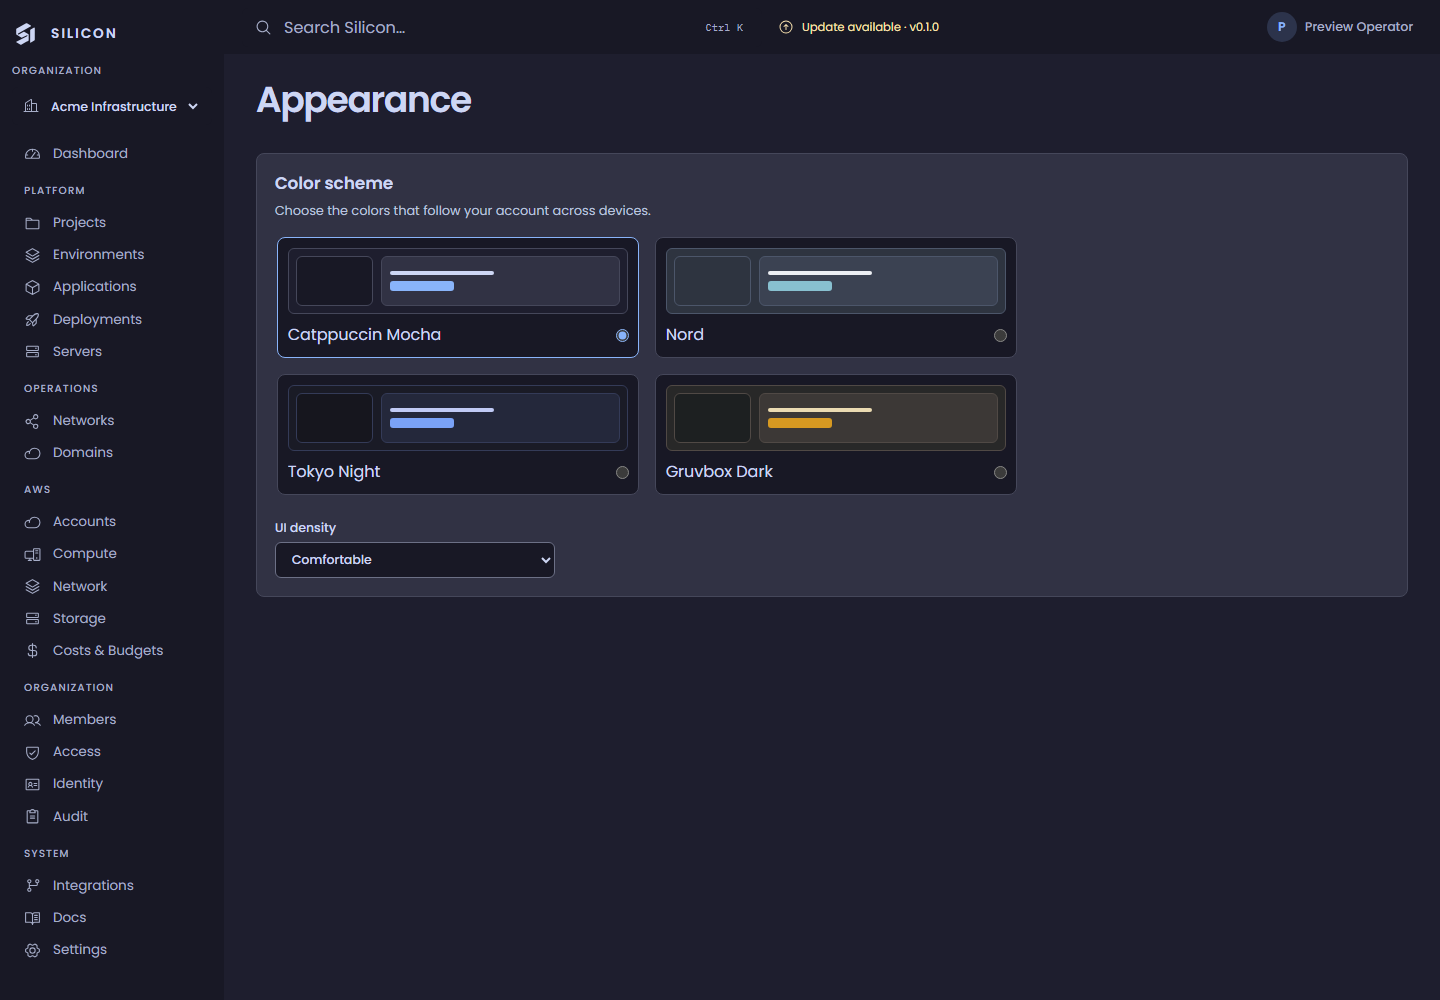 SILICON
Search Silicon...
Ctrl K
Update available · v0.1.0
P
Preview Operator
ORGANIZATION
Acme Infrastructure
Dashboard
PLATFORM
Projects
Environments
Applications
Deployments
Servers
OPERATIONS
Networks
Domains
AWS
Accounts
Compute
Network
Storage
Costs & Budgets
ORGANIZATION
Members
Access
Identity
Audit
SYSTEM
Integrations
Docs
Settings
Appearance
Color scheme
Choose the colors that follow your account across devices.
Catppuccin Mocha
Nord
Tokyo Night
Gruvbox Dark
UI density
Comfortable